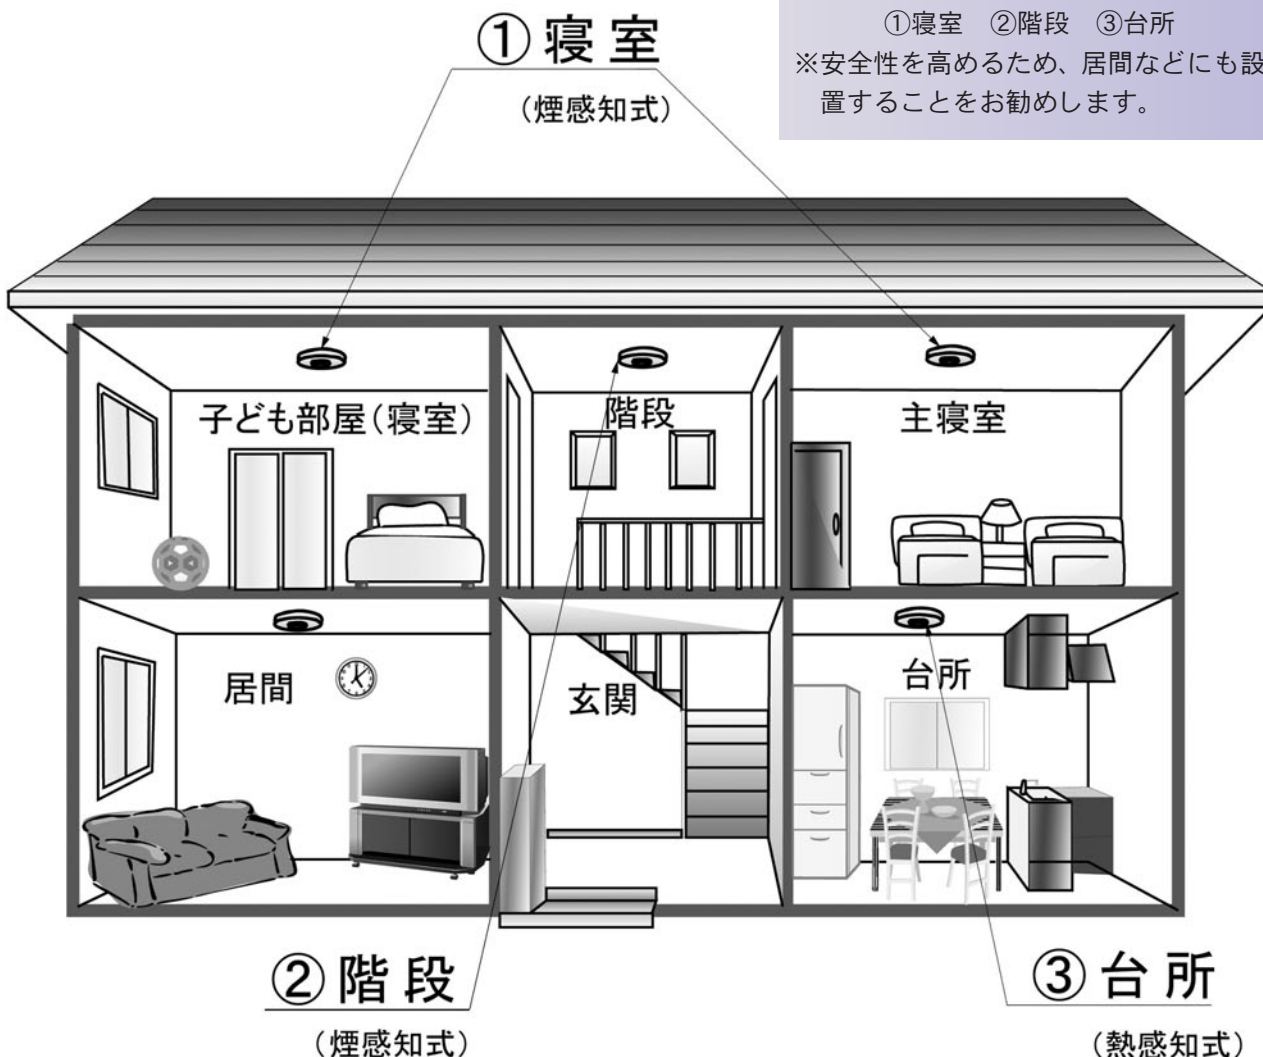 ①寝室
(煙感知式)
①寝室 ②階段 ③台所
※安全性を高めるため、居間などにも設
置することをお勧めします。
子ども部屋(寝室)
階段
主寝室
居間
玄関
台所
②階段
(煙感知式)
③台所
(熱感知式)